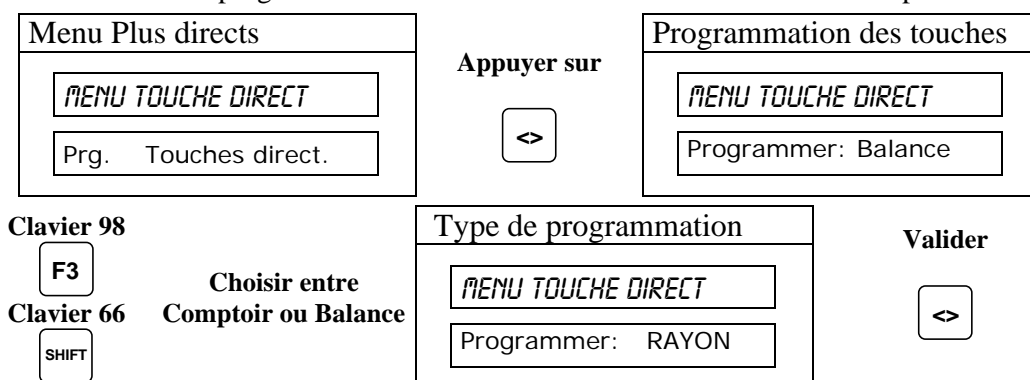 Menu Plus directs
MENU TOUCHE DIRECT
Prg. Touches direct.
Appuyer sur
<>
Programmation des touches
MENU TOUCHE DIRECT
Programmer: Balance
Clavier 98
F3
Clavier 66
SHIFT
Choisir entre
Comptoir ou Balance
Type de programmation
MENU TOUCHE DIRECT
Programmer: RAYON
Valider
<>